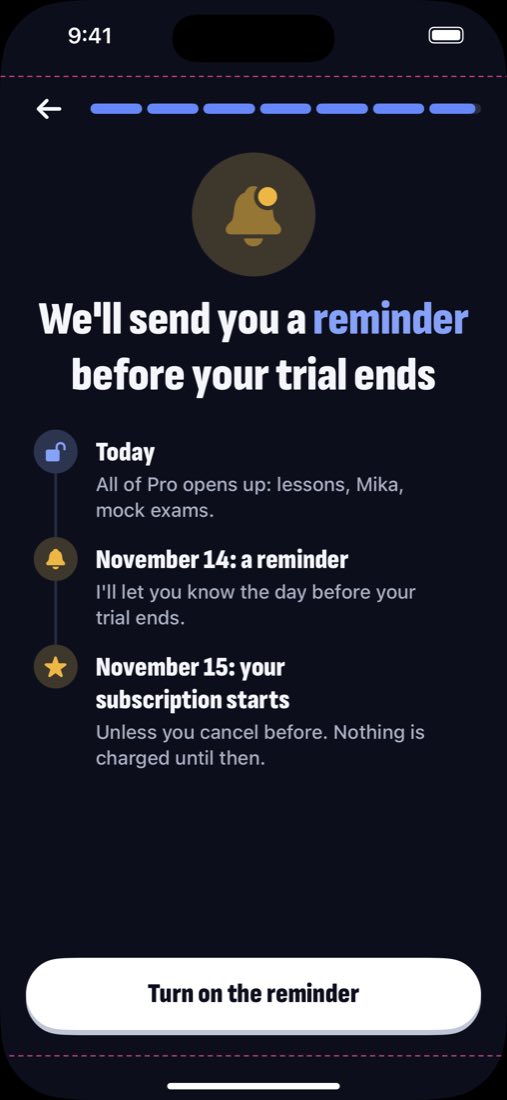 9:41
We'll send you a reminder
before your trial ends
Today
All of Pro opens up: lessons, Mika,
mock exams.
November 14: a reminder
I'll let you know the day before your
trial ends.
November 15: your
subscription starts
Unless you cancel before. Nothing is
charged until then.
Turn on the reminder